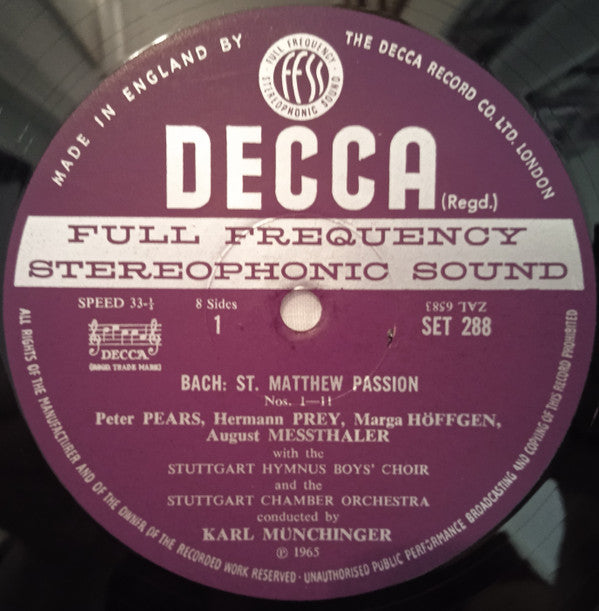 MADE IN ENGLAND BY
THE DECCA RECORD CO. LTD. LONDON
FULL FREQUENCY
FFSS
STEREOPHONIC SOUND
DECCA (Regd.)
FULL FREQUENCY
STEREOPHONIC SOUND
SPEED 33-⅓
8 Sides
1
ZAL 6583
SET 288
DECCA
(REGD. TRADE MARK)
BACH: ST. MATTHEW PASSION
Nos. 1—11
Peter PEARS, Hermann PREY, Marga HÖFFGEN,
August MESSTHALER
with the
STUTTGART HYMNUS BOYS' CHOIR
and the
STUTTGART CHAMBER ORCHESTRA
conducted by
KARL MÜNCHINGER
℗ 1965
ALL RIGHTS OF THE MANUFACTURER AND OF THE OWNER OF THE RECORDED WORK RESERVED · UNAUTHORISED PUBLIC PERFORMANCE BROADCASTING AND COPYING OF THIS RECORD PROHIBITED